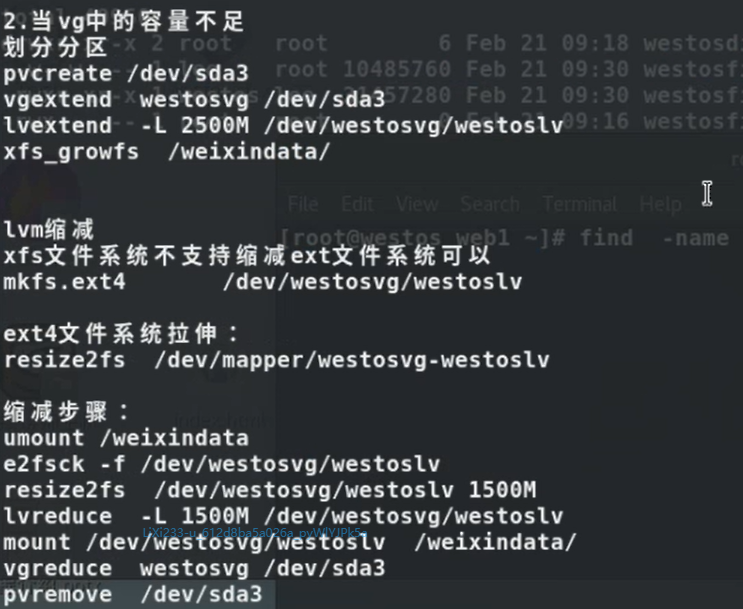 2.当vg中的容量不足
划分分区
pvcreate /dev/sda3
vgextend  westosvg /dev/sda3
lvextend  -L 2500M /dev/westosvg/westoslv
xfs_growfs  /weixindata/
lvm缩减
xfs文件系统不支持缩减ext文件系统可以
mkfs.ext4       /dev/westosvg/westoslv
ext4文件系统拉伸：
resize2fs  /dev/mapper/westosvg-westoslv
缩减步骤：
umount /weixindata
e2fsck -f /dev/westosvg/westoslv
resize2fs  /dev/westosvg/westoslv 1500M
lvreduce  -L 1500M /dev/westosvg/westoslv
mount /dev/westosvg/westoslv  /weixindata/
vgreduce  westosvg /dev/sda3
pvremove  /dev/sda3
2 root   root         6 Feb 21 09:18
root 10485760 Feb 21 09:30
Feb 21 09:30
09:16
File Edit View Search Terminal Help
[root@westos_web1 ~]# find  -name